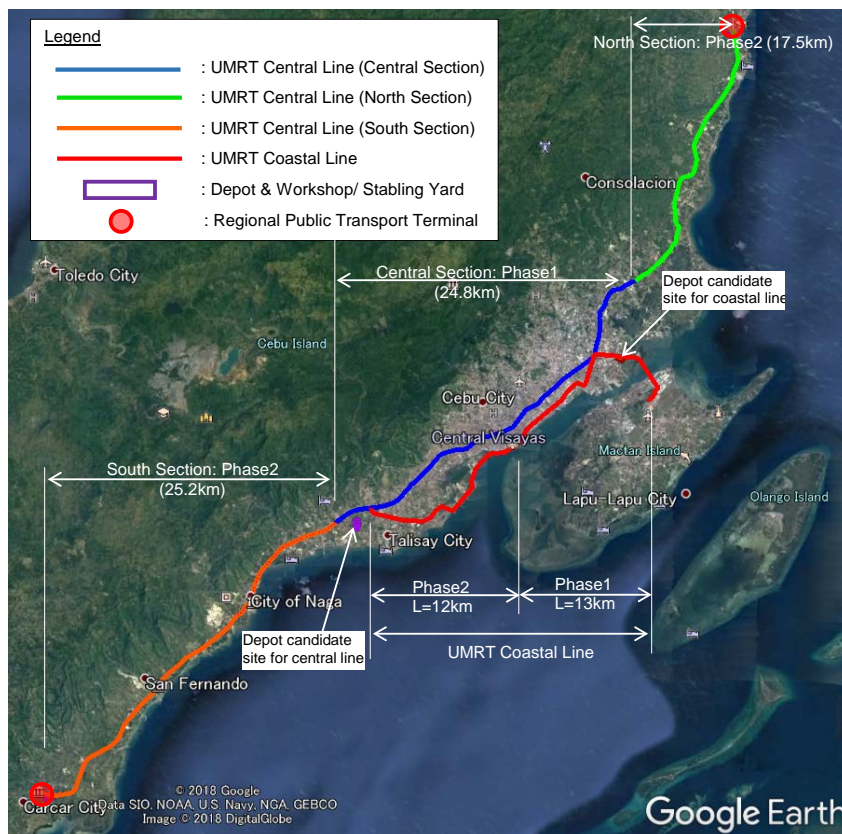 Legend
: UMRT Central Line (Central Section)
: UMRT Central Line (North Section)
: UMRT Central Line (South Section)
: UMRT Coastal Line
: Depot & Workshop/ Stabling Yard
: Regional Public Transport Terminal
North Section: Phase2 (17.5km)
Consolacion
Toledo City
Central Section: Phase1
(24.8km)
Depot candidate
site for coastal line
Cebu Island
Cebu City
Central Visayas
Mactan Island
South Section: Phase2
(25.2km)
Lapu-Lapu City
Olango Island
Talisay City
City of Naga
Phase2
L=12km
Phase1
L=13km
Depot candidate
site for central line
UMRT Coastal Line
San Fernando
Carcar City
© 2018 Google
Data SIO, NOAA, U.S. Navy, NGA, GEBCO
Image © 2018 DigitalGlobe
Google Earth